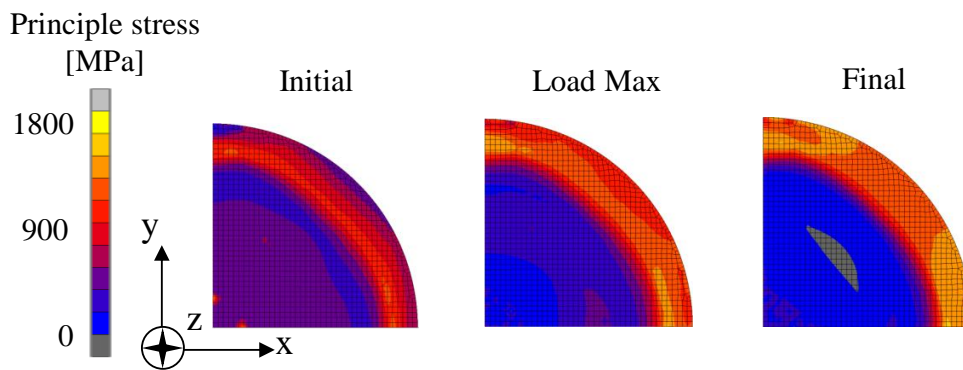 Principle stress
[MPa]
Initial
Load Max
Final
1800
900
0
y
z
x